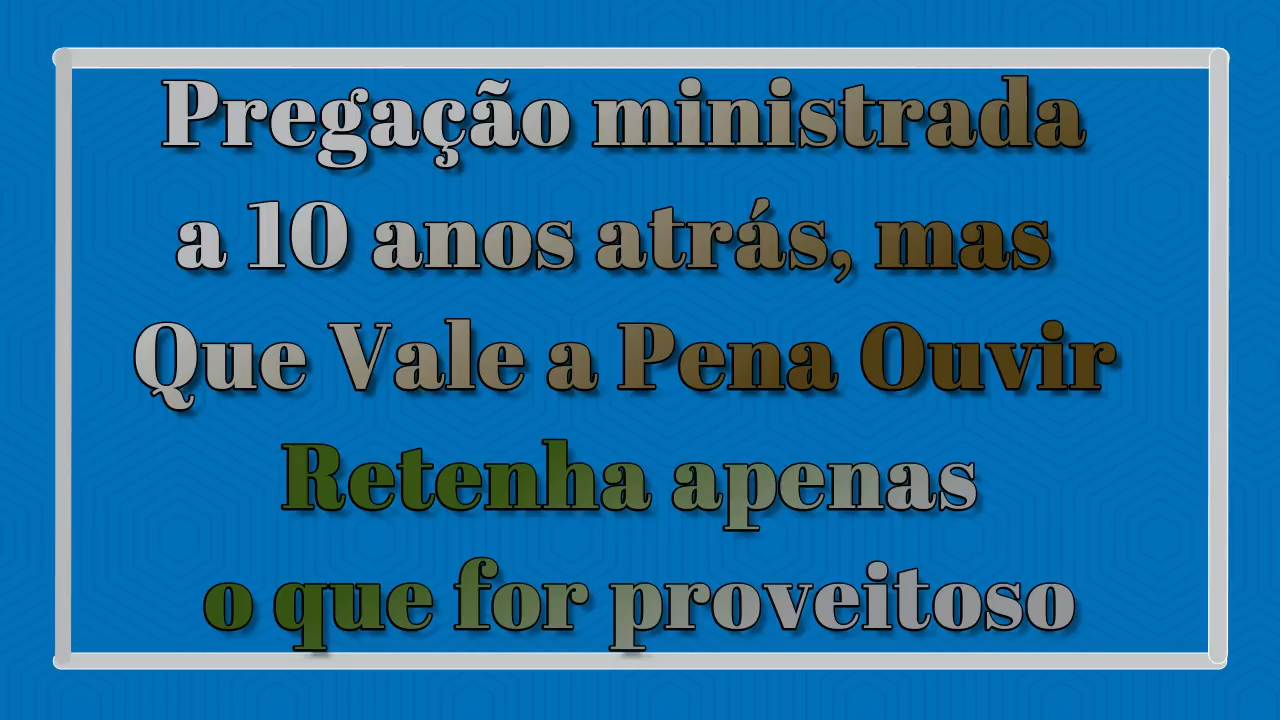 Pregação ministrada
a 10 anos atrás, mas
Que Vale a Pena Ouvir
Retenha apenas
o que for proveitoso